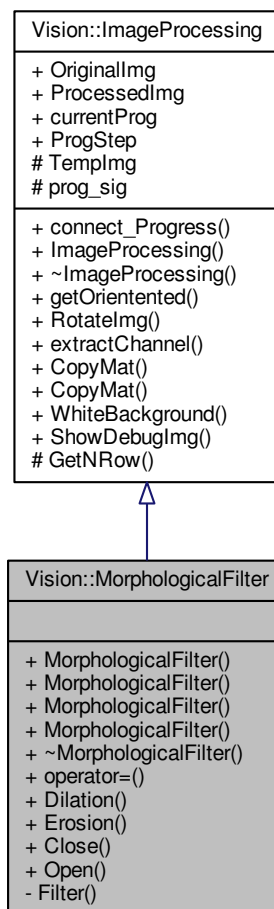 Vision::ImageProcessing
+ OriginalImg
+ ProcessedImg
+ currentProg
+ ProgStep
# TempImg
# prog_sig
+ connect_Progress()
+ ImageProcessing()
+ ~ImageProcessing()
+ getOrientented()
+ RotateImg()
+ extractChannel()
+ CopyMat()
+ CopyMat()
+ WhiteBackground()
+ ShowDebugImg()
# GetNRow()
Vision::MorphologicalFilter
+ MorphologicalFilter()
+ MorphologicalFilter()
+ MorphologicalFilter()
+ MorphologicalFilter()
+ ~MorphologicalFilter()
+ operator=()
+ Dilation()
+ Erosion()
+ Close()
+ Open()
- Filter()